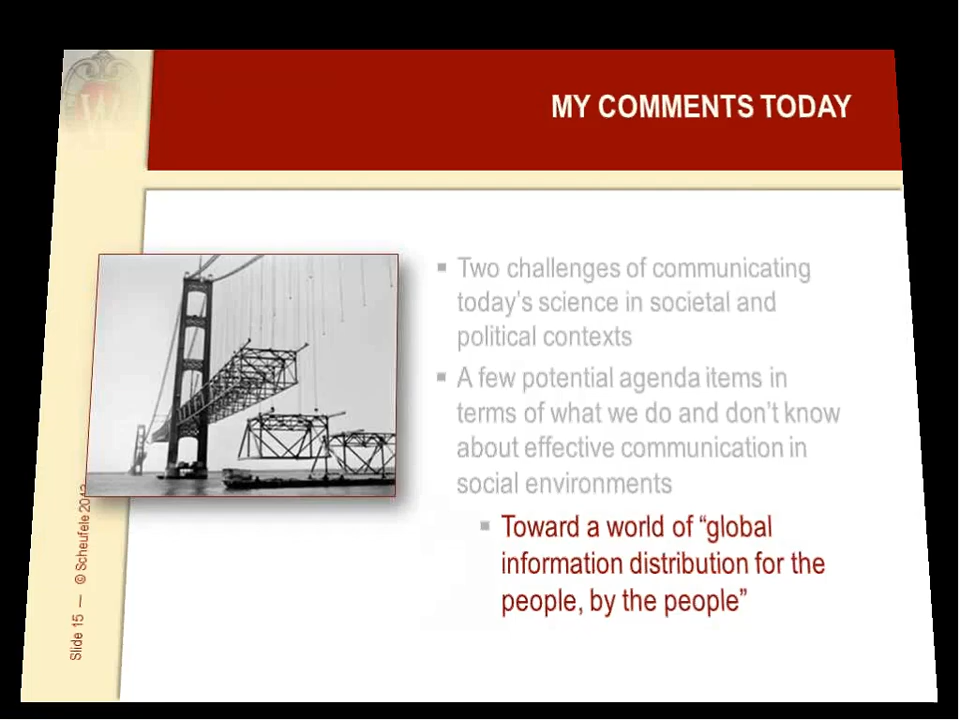 MY COMMENTS TODAY
Two challenges of communicating
today's science in societal and
political contexts
A few potential agenda items in
terms of what we do and don't know
about effective communication in
social environments
Toward a world of “global
information distribution for the
people, by the people”
Slide 15 — © Scheufele 2012
W